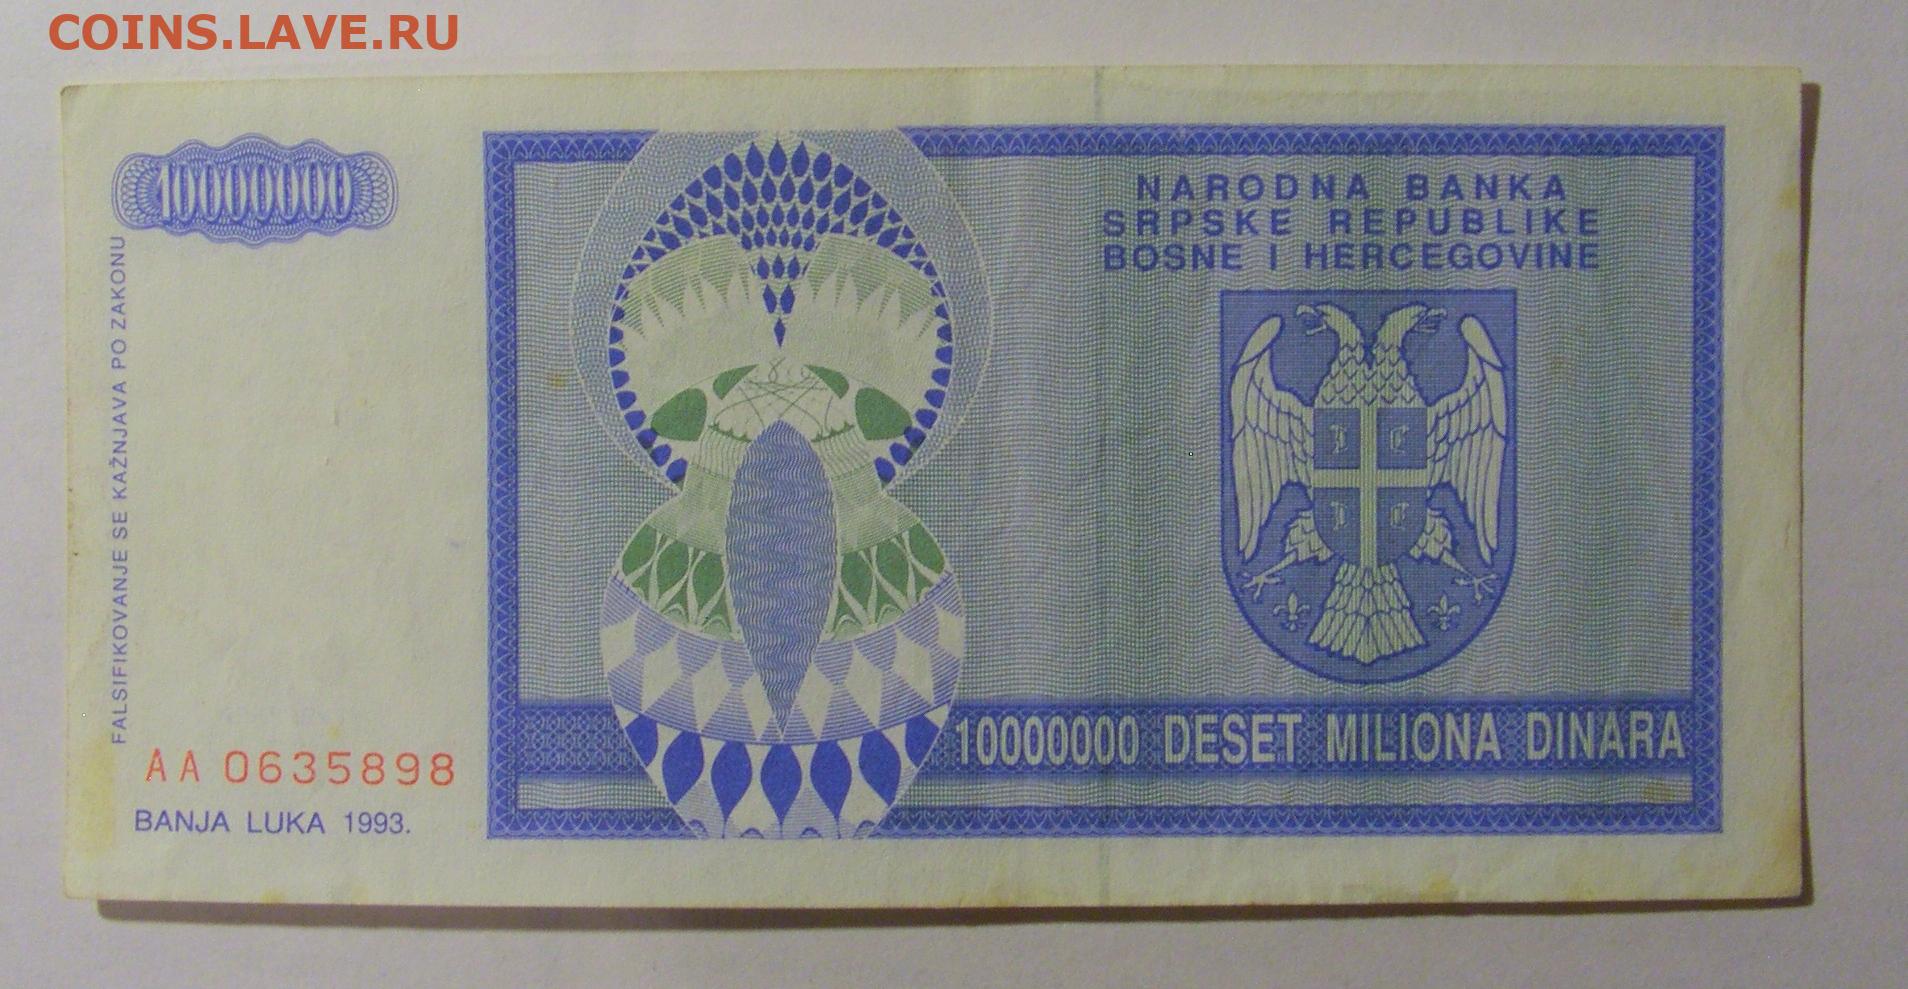 COINS.LAVE.RU
10000000
FALSIFIKOVANJE SE KAŽNJAVA PO ZAKONU
NARODNA BANKA
SRPSKE REPUBLIKE
BOSNE I HERCEGOVINE
10000000 DESET MILIONA DINARA
AA 0635898
BANJA LUKA 1993.